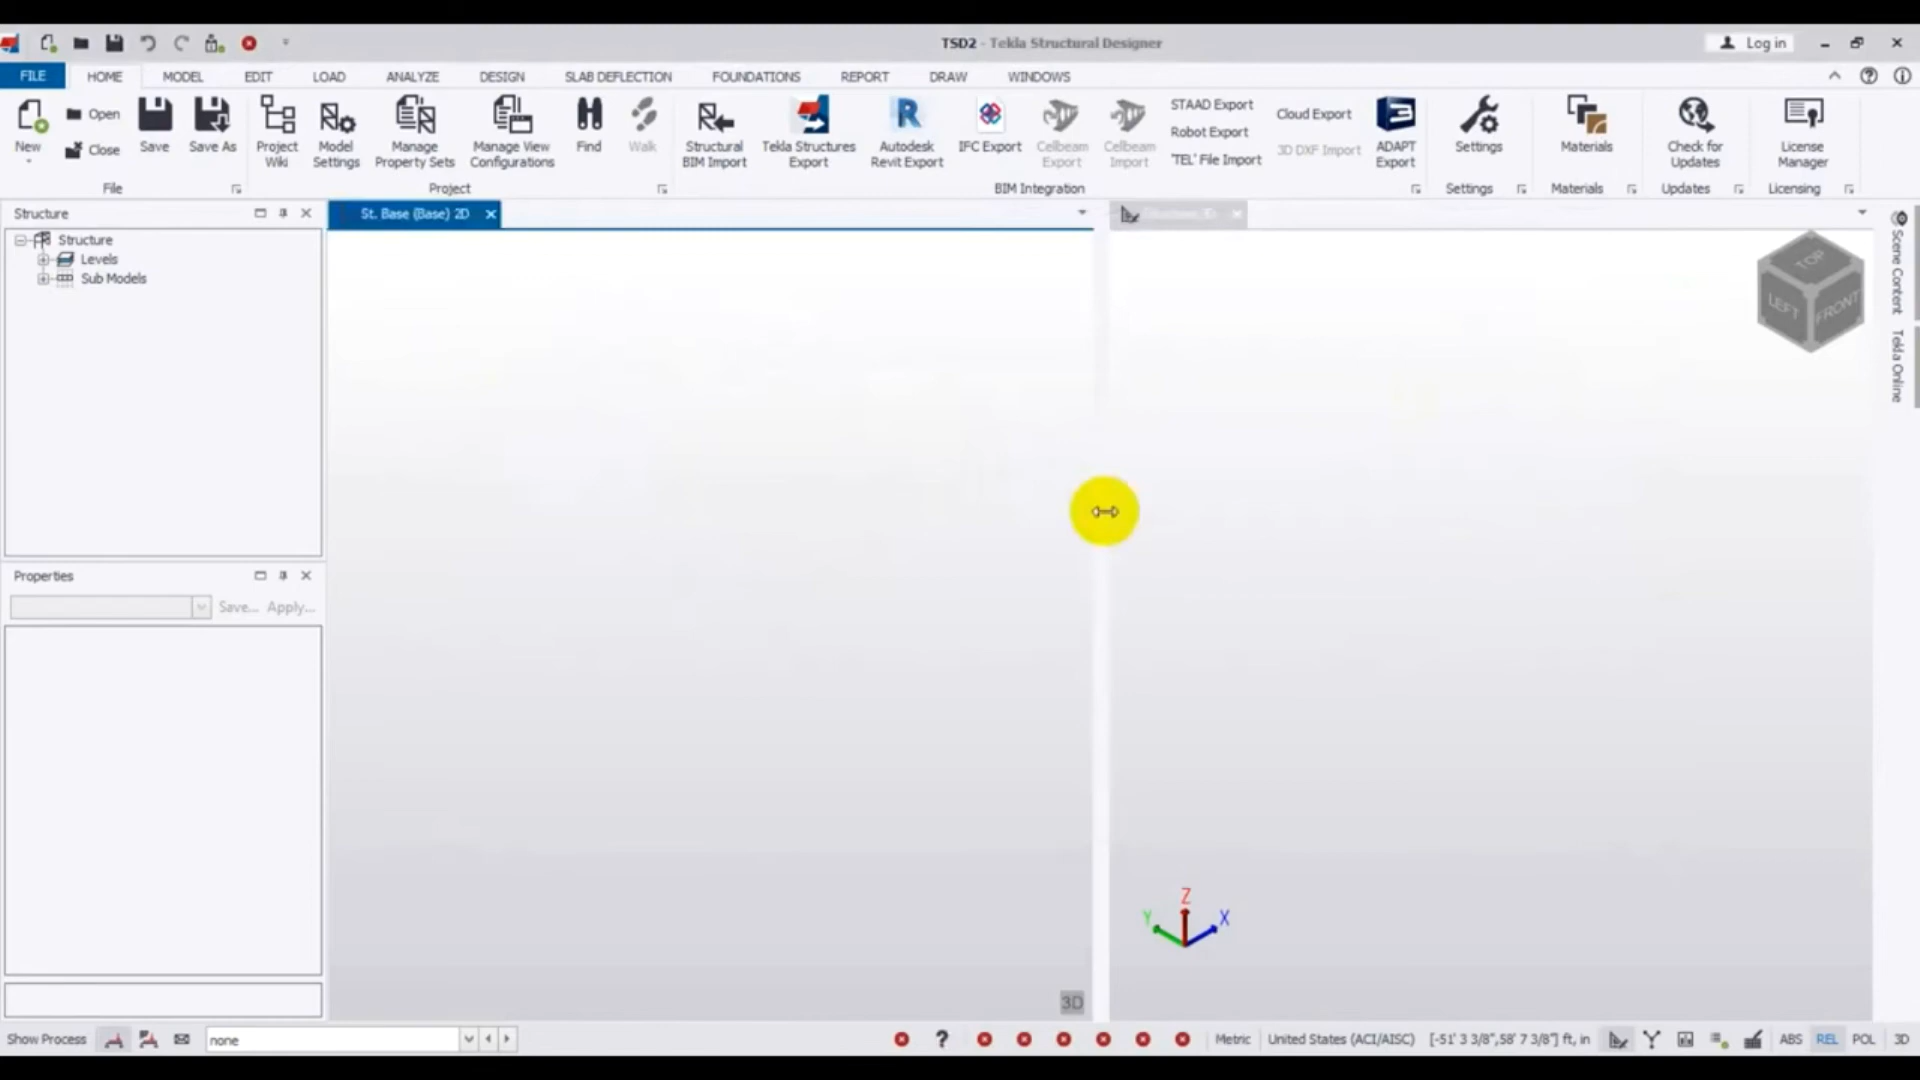 TSD2 - Tekla Structural Designer
Log in
FILE HOME MODEL EDIT LOAD ANALYZE DESIGN SLAB DEFLECTION FOUNDATIONS REPORT DRAW WINDOWS
New
Open
Close
Save
Save As
Project Wiki
Model Settings
Manage Property Sets
Manage View Configurations
Find
Walk
Structural BIM Import
Tekla Structures Export
Autodesk Revit Export
IFC Export
Cellbeam Export
Cellbeam Import
STAAD Export
Robot Export
'TEL' File Import
Cloud Export
3D DXF Import
ADAPT Export
Settings
Materials
Check for Updates
License Manager
File Project BIM Integration Settings Materials Updates Licensing
Structure
St. Base (Base) 2D
Structure
Levels
Sub Models
TOP
LEFT
FRONT
Scene Content
Tekla Online
Properties
Save... Apply...
Z
Y
X
3D
Show Process
none
Metric
United States (ACI/AISC)
[-51' 3 3/8",58' 7 3/8"] ft, in
ABS REL POL 3D